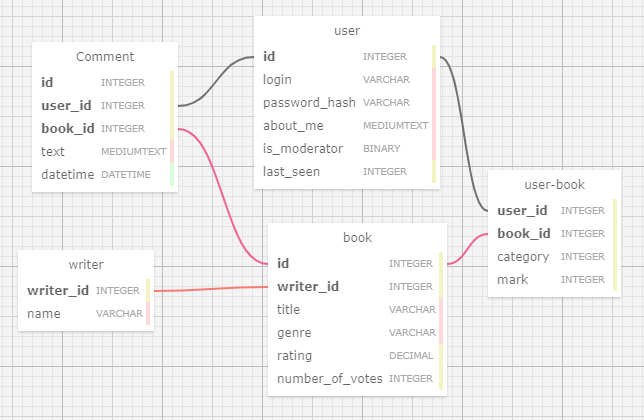 Comment
id INTEGER
user_id INTEGER
book_id INTEGER
text MEDIUMTEXT
datetime DATETIME
user
id INTEGER
login VARCHAR
password_hash VARCHAR
about_me MEDIUMTEXT
is_moderator BINARY
last_seen INTEGER
user-book
user_id INTEGER
book_id INTEGER
category INTEGER
mark INTEGER
writer
writer_id INTEGER
name VARCHAR
book
id INTEGER
writer_id INTEGER
title VARCHAR
genre VARCHAR
rating DECIMAL
number_of_votes INTEGER